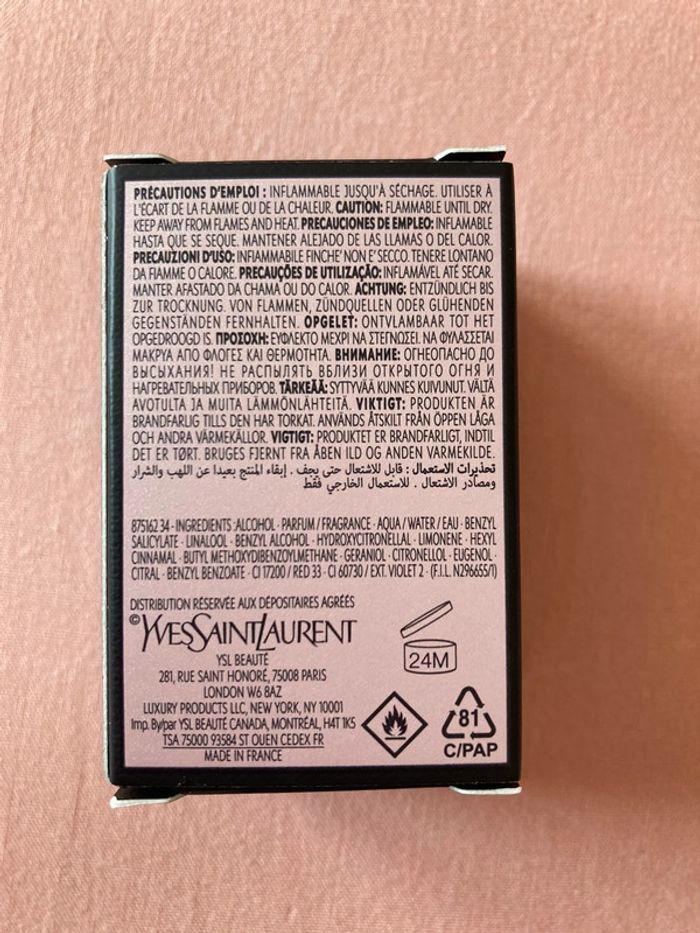 PRÉCAUTIONS D'EMPLOI : INFLAMMABLE JUSQU'À SÉCHAGE. UTILISER À
L'ÉCART DE LA FLAMME OU DE LA CHALEUR. CAUTION: FLAMMABLE UNTIL DRY.
KEEP AWAY FROM FLAMES AND HEAT. PRECAUCIONES DE EMPLEO: INFLAMABLE
HASTA QUE SE SEQUE. MANTENER ALEJADO DE LAS LLAMAS O DEL CALOR.
PRECAUZIONI D'USO: INFIAMMABILE FINCHE' NON E' SECCO. TENERE LONTANO
DA FIAMME O CALORE. PRECAUÇÕES DE UTILIZAÇÃO: INFLAMÁVEL ATÉ SECAR.
MANTER AFASTADO DA CHAMA OU DO CALOR. ACHTUNG: ENTZÜNDLICH BIS
ZUR TROCKNUNG. VON FLAMMEN, ZÜNDQUELLEN ODER GLÜHENDEN
GEGENSTÄNDEN FERNHALTEN. OPGELET: ONTVLAMBAAR TOT HET
OPGEDROOGD IS. ΠΡΟΣΟΧΗ: ΕΥΦΛΕΚΤΟ ΜΕΧΡΙ ΝΑ ΣΤΕΓΝΩΣΕΙ. ΝΑ ΦΥΛΑΣΣΕΤΑΙ
ΜΑΚΡΥΑ ΑΠΟ ΦΛΟΓΕΣ ΚΑΙ ΘΕΡΜΟΤΗΤΑ. ВНИМАНИЕ: ОГНЕОПАСНО ДО
ВЫСЫХАНИЯ! НЕ РАСПЫЛЯТЬ ВБЛИЗИ ОТКРЫТОГО ОГНЯ И
НАГРЕВАТЕЛЬНЫХ ПРИБОРОВ. TÄRKEÄÄ: SYTTYVÄÄ KUNNES KUIVUNUT. VÄLTÄ
AVOTULTA JA MUITA LÄMMÖNLÄHTEITÄ. VIKTIGT: PRODUKTEN ÄR
BRANDFARLIG TILLS DEN HAR TORKAT. ANVÄNDS ÅTSKILT FRÅN ÖPPEN LÅGA
OCH ANDRA VÄRMEKÄLLOR. VIGTIGT: PRODUKTET ER BRANDFARLIGT, INDTIL
DET ER TØRT. BRUGES FJERNT FRA ÅBEN ILD OG ANDEN VARMEKILDE.
تحذيرات الاستعمال : قابل للاشتعال حتى يجف . إبقاء المنتج بعيدا عن اللهب والشرار
ومصادر الاشتعال . للاستعمال الخارجي فقط
875162 34 - INGREDIENTS :ALCOHOL · PARFUM / FRAGRANCE · AQUA / WATER / EAU · BENZYL
SALICYLATE · LINALOOL · BENZYL ALCOHOL · HYDROXYCITRONELLAL · LIMONENE · HEXYL
CINNAMAL · BUTYL METHOXYDIBENZOYLMETHANE · GERANIOL · CITRONELLOL · EUGENOL ·
CITRAL · BENZYL BENZOATE · CI 17200 / RED 33 · CI 60730 / EXT. VIOLET 2 · (F.I.L. N296655/1)
DISTRIBUTION RÉSERVÉE AUX DÉPOSITAIRES AGRÉÉS
©YVESSAINTLAURENT
YSL BEAUTÉ
281, RUE SAINT HONORÉ, 75008 PARIS
LONDON W6 8AZ
LUXURY PRODUCTS LLC, NEW YORK, NY 10001
Imp. By/par YSL BEAUTÉ CANADA, MONTRÉAL, H4T 1K5
TSA 75000 93584 ST OUEN CEDEX FR
MADE IN FRANCE
24M
81
C/PAP